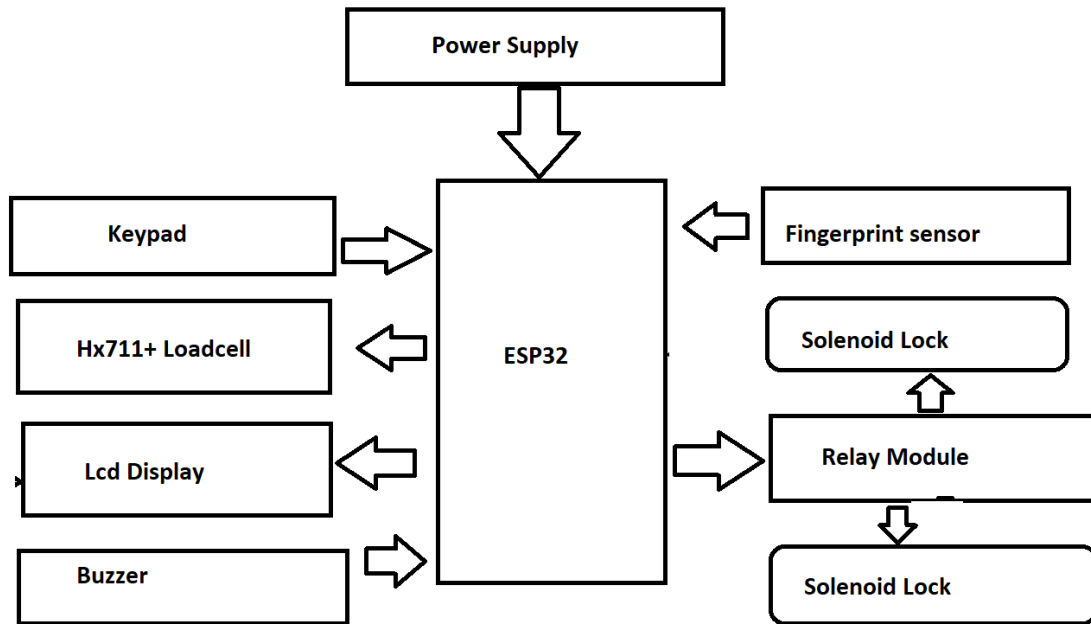 Power Supply
Keypad
Fingerprint sensor
Hx711+ Loadcell
ESP32
Solenoid Lock
Lcd Display
Relay Module
Buzzer
Solenoid Lock